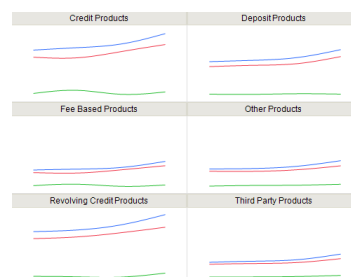 Credit Products
Deposit Products
Fee Based Products
Other Products
Revolving Credit Products
Third Party Products